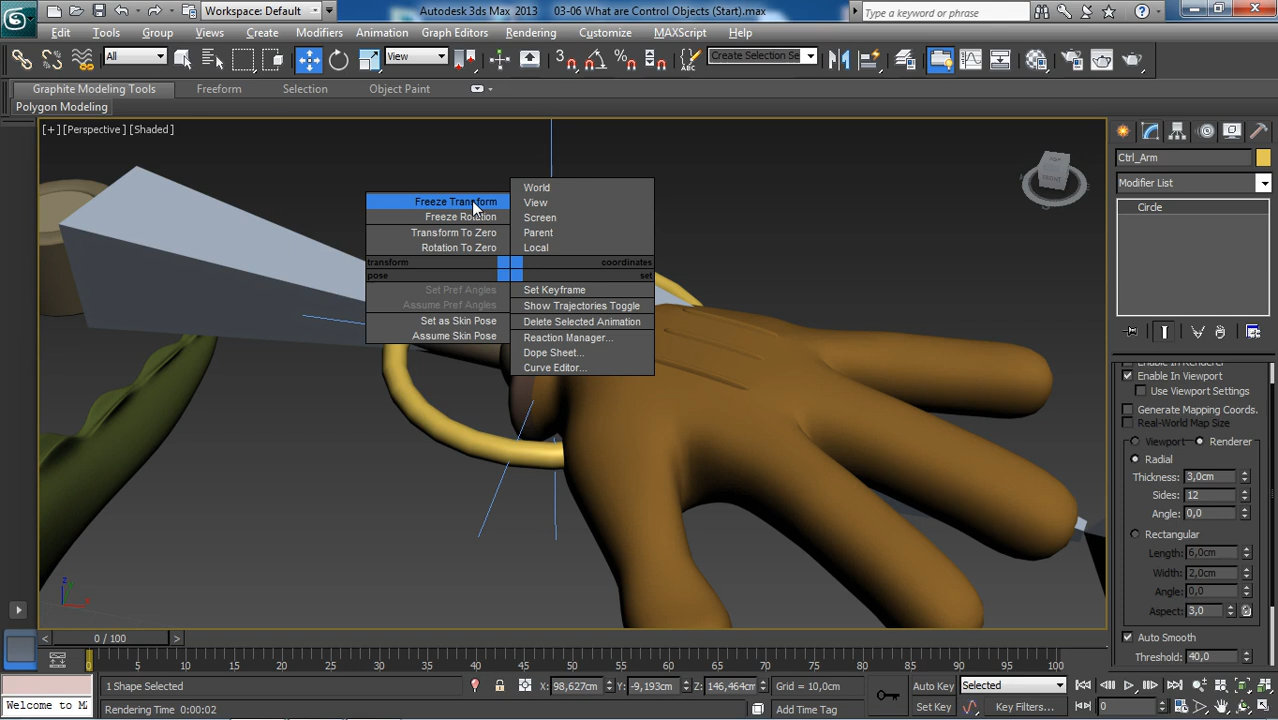 Workspace: Default
Autodesk 3ds Max 2013
03-06 What are Control Objects (Start).max
Type a keyword or phrase
Edit Tools Group Views Create Modifiers Animation Graph Editors Rendering Customize MAXScript Help
All
View
Create Selection Se
Graphite Modeling Tools Freeform Selection Object Paint
Polygon Modeling
[+] [Perspective] [Shaded]
Freeze Transform
Freeze Rotation
Transform To Zero
Rotation To Zero
transform
pose
Set Pref Angles
Assume Pref Angles
Set as Skin Pose
Assume Skin Pose
World
View
Screen
Parent
Local
coordinates
set
Set Keyframe
Show Trajectories Toggle
Delete Selected Animation
Reaction Manager...
Dope Sheet...
Curve Editor...
TOP
FRONT
Ctrl_Arm
Modifier List
Circle
Enable In Viewport
Use Viewport Settings
Generate Mapping Coords.
Real-World Map Size
Viewport Renderer
Radial
Thickness: 3,0cm
Sides: 12
Angle: 0,0
Rectangular
Length: 6,0cm
Width: 2,0cm
Angle: 0,0
Aspect: 3,0
Auto Smooth
Threshold: 40,0
z
x
< 0 / 100 >
0 5 10 15 20 25 30 35 40 45 50 55 60 65 70 75 80 85 90 95 100
1 Shape Selected
X: 98,627cm Y: -9,193cm Z: 146,464cm Grid = 10,0cm
Auto Key Selected
Welcome to M
Rendering Time 0:00:02
Add Time Tag
Set Key Key Filters...
0